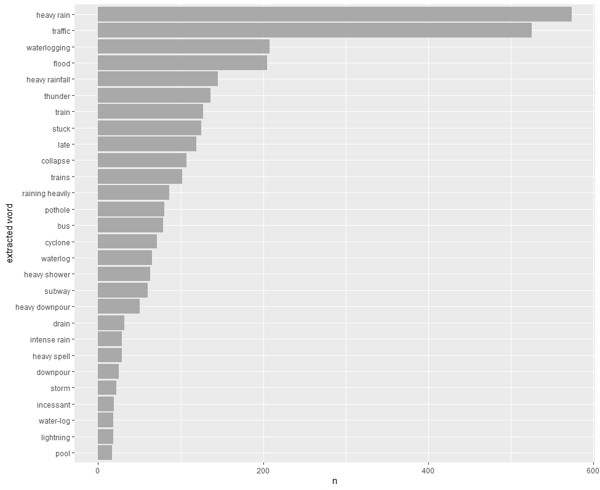 heavy rain
traffic
waterlogging
flood
heavy rainfall
thunder
train
stuck
late
collapse
trains
raining heavily
pothole
bus
cyclone
waterlog
heavy shower
subway
heavy downpour
drain
intense rain
heavy spell
downpour
storm
incessant
water-log
lightning
pool
extracted word
0 200 400 600
n